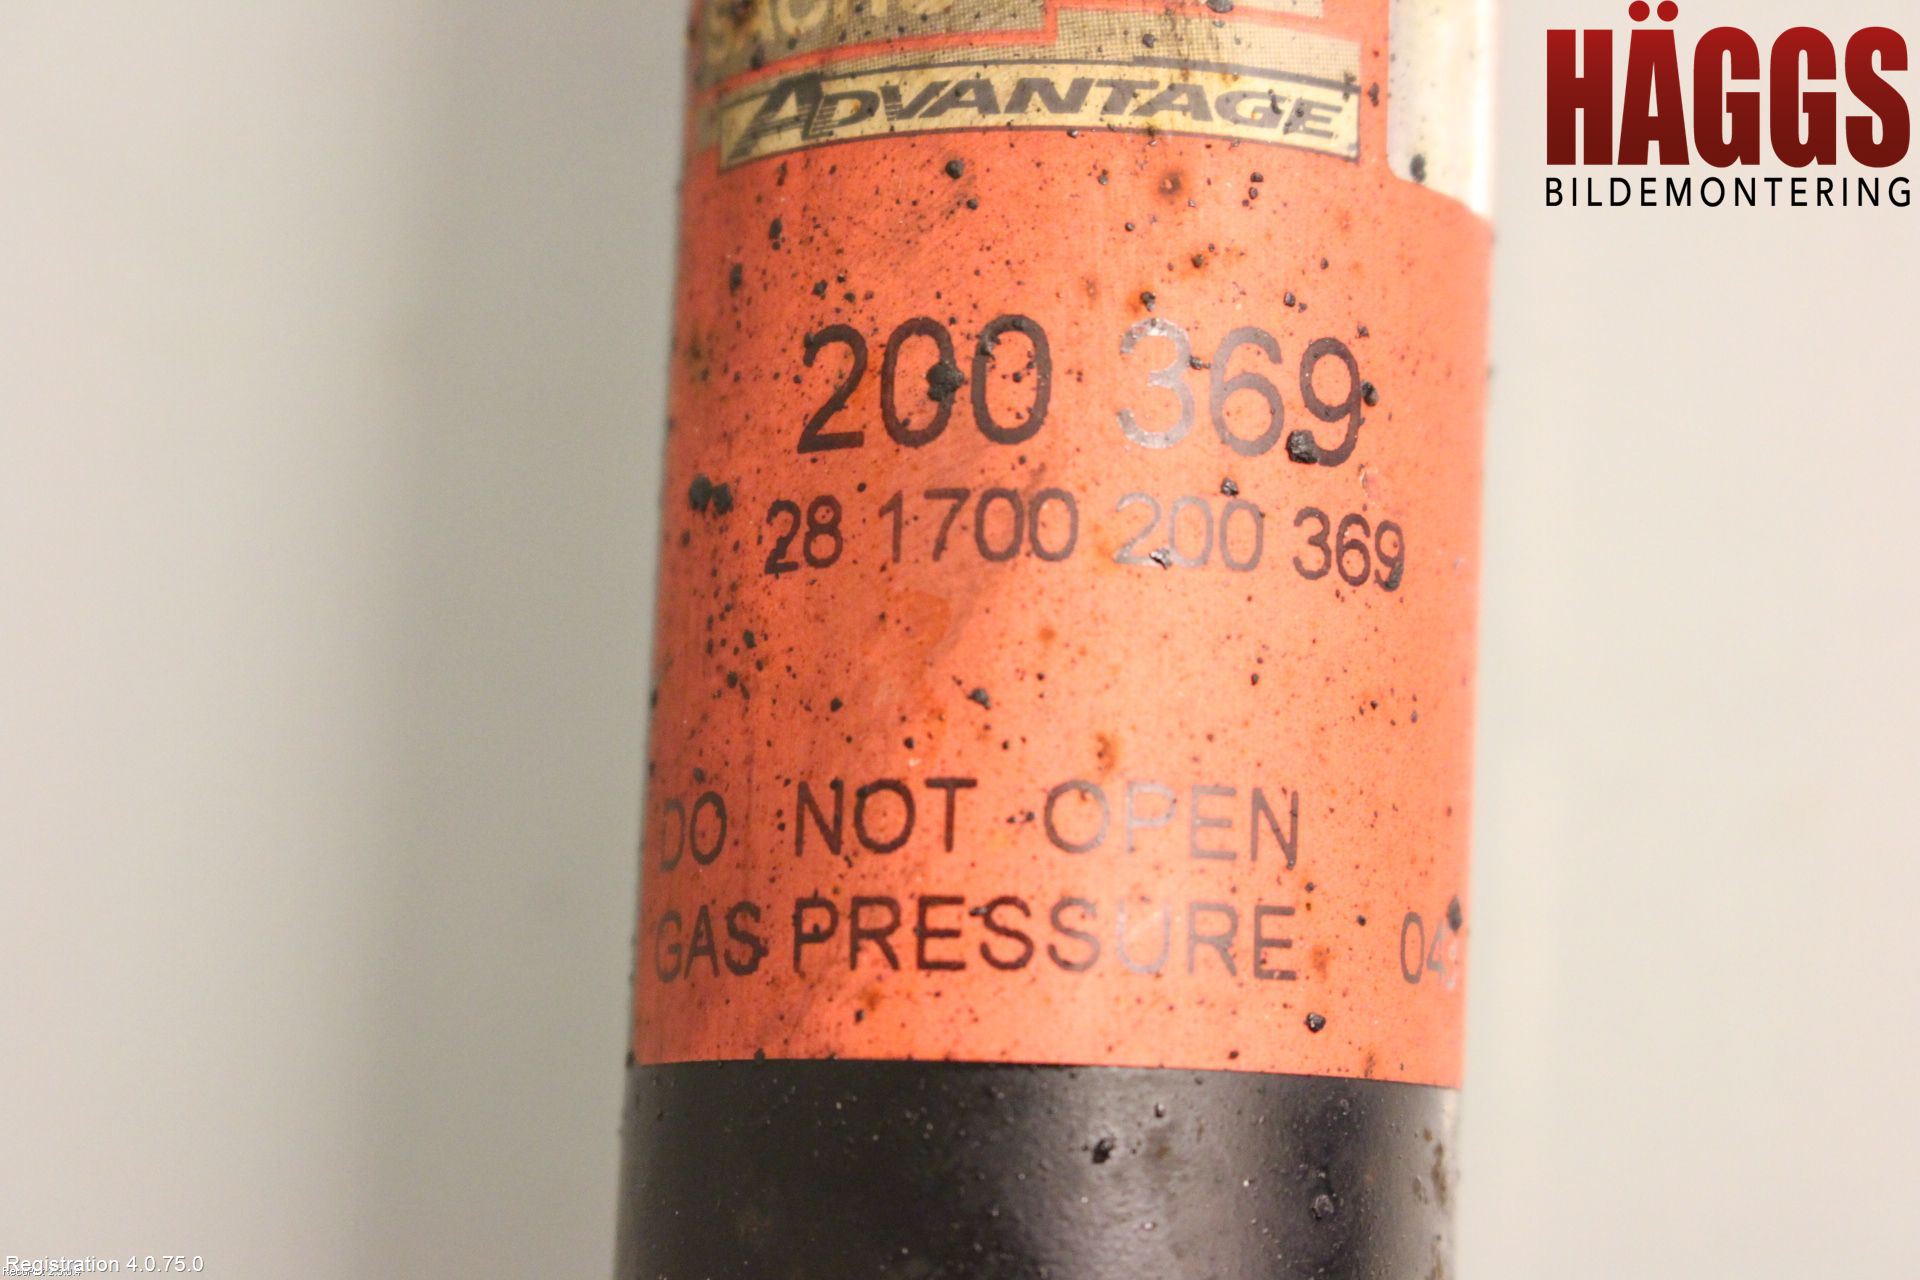 HÄGGS
BILDEMONTERING
ADVANTAGE
200 369
28 1700 200 369
DO NOT OPEN
GAS PRESSURE 04
Registration 4.0.75.0